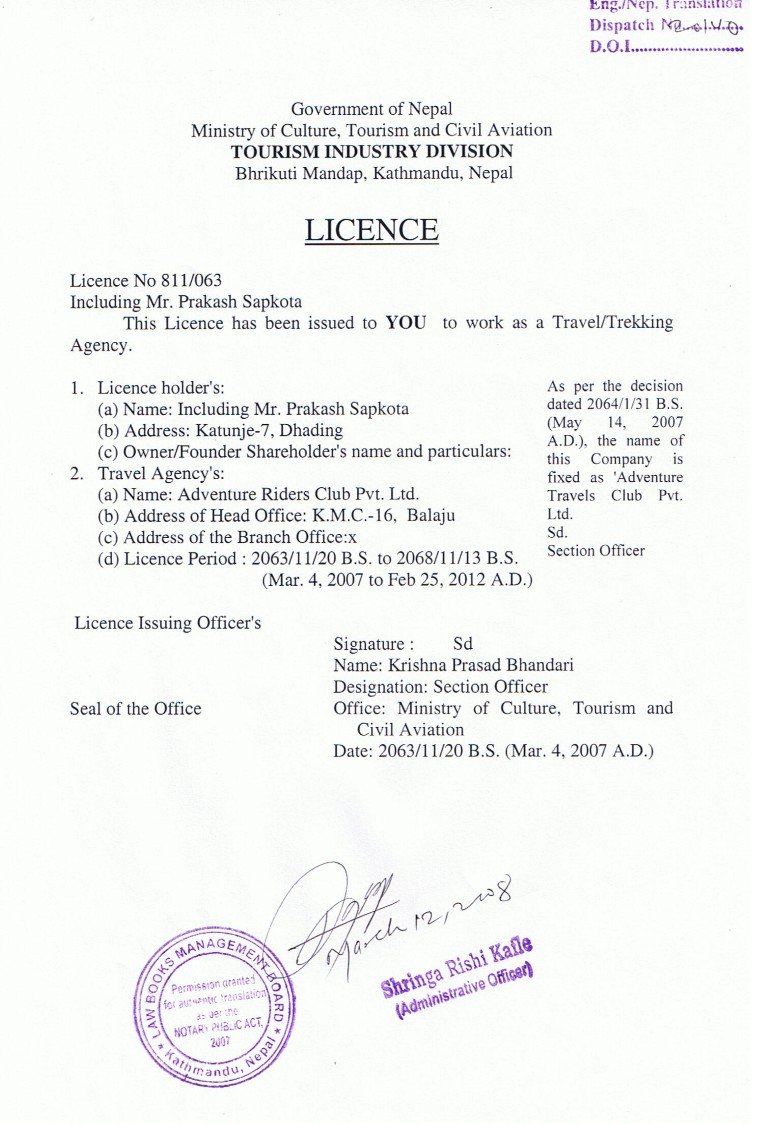 Eng./Nep. Translation
Dispatch
D.O.I.........................
Government of Nepal
Ministry of Culture, Tourism and Civil Aviation
TOURISM INDUSTRY DIVISION
Bhrikuti Mandap, Kathmandu, Nepal
LICENCE
Licence No 811/063
Including Mr. Prakash Sapkota
This Licence has been issued to YOU to work as a Travel/Trekking
Agency.
1. Licence holder's:
(a) Name: Including Mr. Prakash Sapkota
(b) Address: Katunje-7, Dhading
(c) Owner/Founder Shareholder's name and particulars:
2. Travel Agency's:
(a) Name: Adventure Riders Club Pvt. Ltd.
(b) Address of Head Office: K.M.C.-16, Balaju
(c) Address of the Branch Office:x
(d) Licence Period : 2063/11/20 B.S. to 2068/11/13 B.S.
(Mar. 4, 2007 to Feb 25, 2012 A.D.)
As per the decision
dated 2064/1/31 B.S.
(May 14, 2007
A.D.), the name of
this Company is
fixed as 'Adventure
Travels Club Pvt.
Ltd.
Sd.
Section Officer
Licence Issuing Officer's
Signature : Sd
Name: Krishna Prasad Bhandari
Designation: Section Officer
Seal of the Office
Office: Ministry of Culture, Tourism and
Civil Aviation
Date: 2063/11/20 B.S. (Mar. 4, 2007 A.D.)
March 12, 2008
Shringa Rishi Kafle
(Administrative Officer)
LAW BOOKS MANAGEMENT BOARD
Permission granted
for authentic translation
as per the
NOTARY PUBLIC ACT,
2007
Kathmandu, Nepal